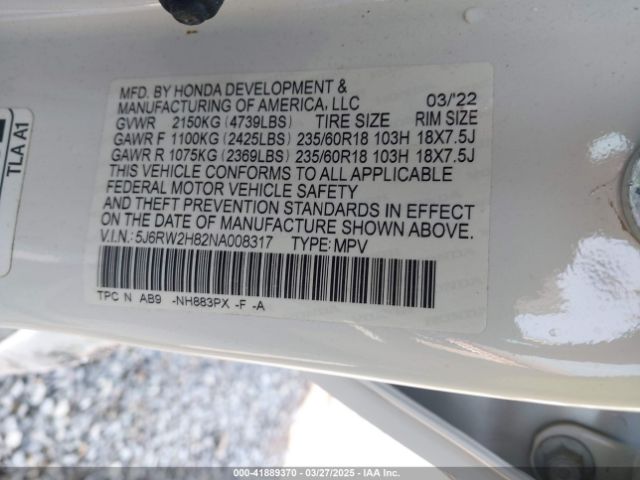 MFD. BY HONDA DEVELOPMENT &
MANUFACTURING OF AMERICA, LLC 03/'22
GVWR 2150KG (4739LBS) TIRE SIZE RIM SIZE
GAWR F 1100KG (2425LBS) 235/60R18 103H 18X7.5J
GAWR R 1075KG (2369LBS) 235/60R18 103H 18X7.5J
THIS VEHICLE CONFORMS TO ALL APPLICABLE
FEDERAL MOTOR VEHICLE SAFETY
AND THEFT PREVENTION STANDARDS IN EFFECT
ON THE DATE OF MANUFACTURE SHOWN ABOVE.
V.I.N.: 5J6RW2H82NA008317 TYPE: MPV
TPC N AB9 -NH883PX -F -A
TLA A1
000-41889370 | 03/27/2025 | IAA Inc.